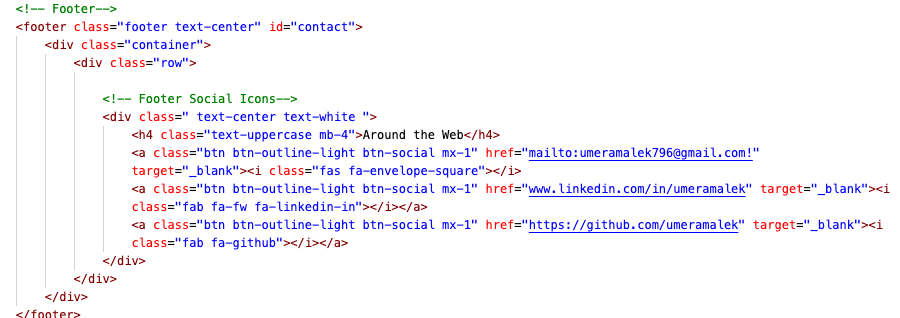 <!-- Footer-->
<footer class="footer text-center" id="contact">
<div class="container">
<div class="row">
<!-- Footer Social Icons-->
<div class=" text-center text-white ">
<h4 class="text-uppercase mb-4">Around the Web</h4>
<a class="btn btn-outline-light btn-social mx-1" href="mailto:umeramalek796@gmail.com!"
target="_blank"><i class="fas fa-envelope-square"></i>
<a class="btn btn-outline-light btn-social mx-1" href="www.linkedin.com/in/umeramalek" target="_blank"><i
class="fab fa-fw fa-linkedin-in"></i></a>
<a class="btn btn-outline-light btn-social mx-1" href="https://github.com/umeramalek" target="_blank"><i
class="fab fa-github"></i></a>
</div>
</div>
</div>
</footer>